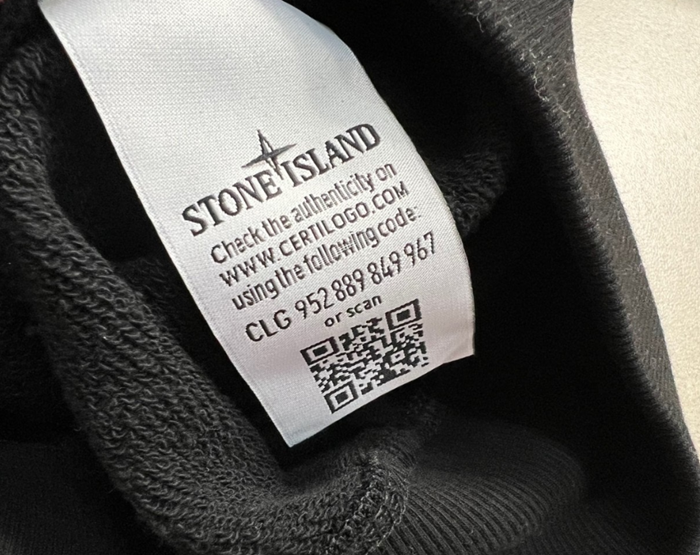 STONE ISLAND
Check the authenticity on
WWW.CERTILOGO.COM
using the following code:
CLG 952 889 849 967
or scan